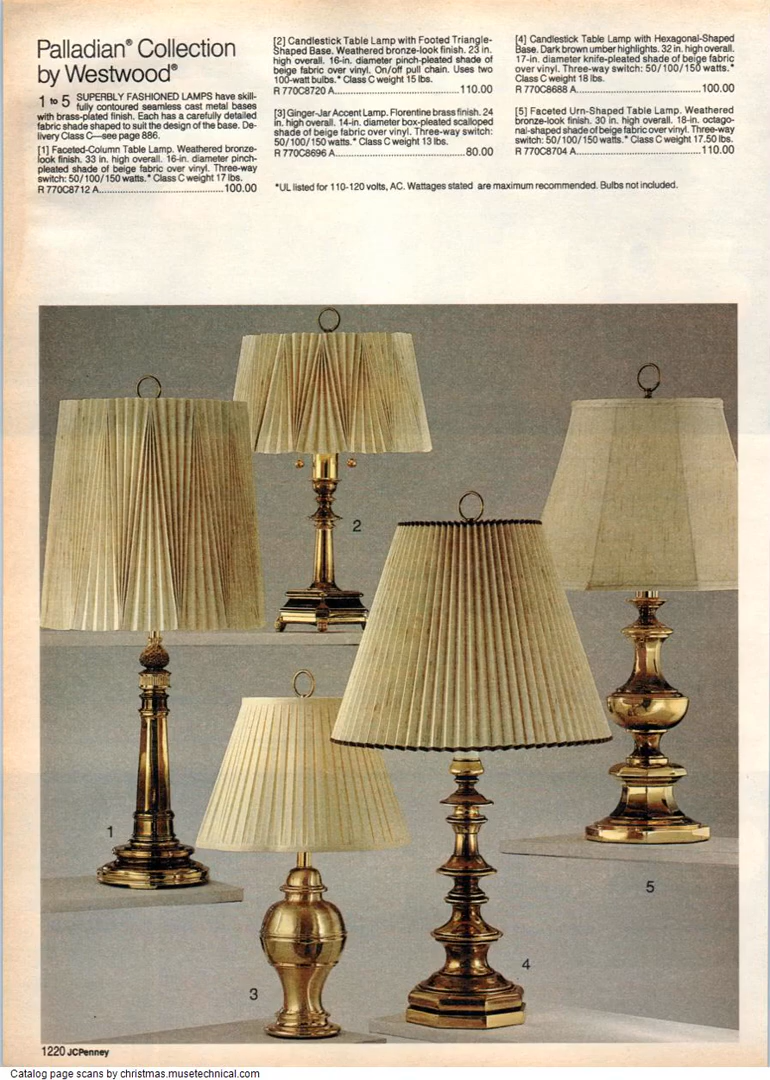 Palladian® Collection
by Westwood®
1 to 5 SUPERBLY FASHIONED LAMPS have skill-
fully contoured seamless cast metal bases
with brass-plated finish. Each has a carefully detailed
fabric shade shaped to suit the design of the base. De-
livery Class C—see page 886.
[1] Faceted-Column Table Lamp. Weathered bronze-
look finish. 33 in. high overall. 16-in. diameter pinch-
pleated shade of beige fabric over vinyl. Three-way
switch: 50/100/150 watts.* Class C weight 17 lbs.
R 770C8712 A..............................100.00
[2] Candlestick Table Lamp with Footed Triangle-
Shaped Base. Weathered bronze-look finish. 23 in.
high overall. 16-in. diameter pinch-pleated shade of
beige fabric over vinyl. On/off pull chain. Uses two
100-watt bulbs.* Class C weight 15 lbs.
R 770C8720 A..............................110.00
[3] Ginger-Jar Accent Lamp. Florentine brass finish. 24
in. high overall. 14-in. diameter box-pleated scalloped
shade of beige fabric over vinyl. Three-way switch:
50/100/150 watts.* Class C weight 13 lbs.
R 770C8696 A..............................80.00
[4] Candlestick Table Lamp with Hexagonal-Shaped
Base. Dark brown umber highlights. 32 in. high overall.
17-in. diameter knife-pleated shade of beige fabric
over vinyl. Three-way switch: 50/100/150 watts.*
Class C weight 18 lbs.
R 770C8688 A..............................100.00
[5] Faceted Urn-Shaped Table Lamp. Weathered
bronze-look finish. 30 in. high overall. 18-in. octago-
nal-shaped shade of beige fabric over vinyl. Three-way
switch: 50/100/150 watts.* Class C weight 17.50 lbs.
R 770C8704 A..............................110.00
*UL listed for 110-120 volts, AC. Wattages stated are maximum recommended. Bulbs not included.
2
1
3
4
5
1220 JCPenney
Catalog page scans by christmas.musetechnical.com